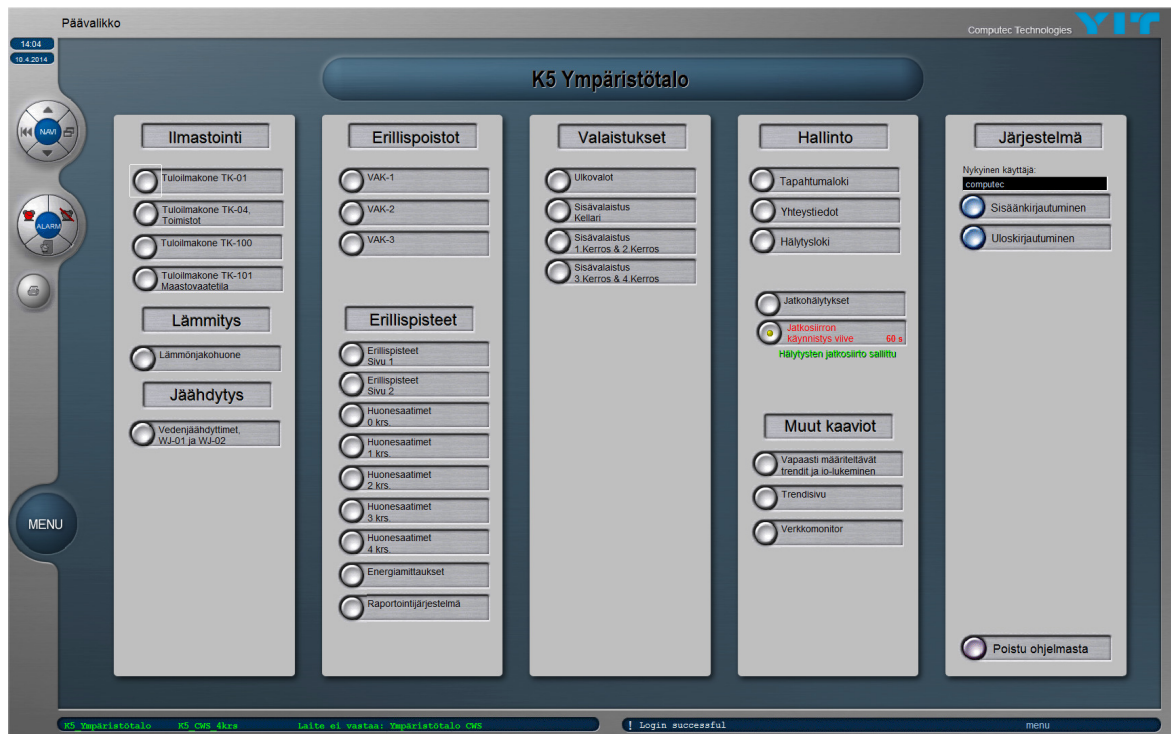 Päävalikko
Computec Technologies
YIT
14:04
10.4.2014
NAVI
ALARM
MENU
K5 Ympäristötalo
Ilmastointi
Tuloilmakone TK-01
Tuloilmakone TK-04,
Toimistot
Tuloilmakone TK-100
Tuloilmakone TK-101
Maastovaatetila
Lämmitys
Lämmönjakohuone
Jäähdytys
Vedenjäähdyttimet,
WJ-01 ja WJ-02
Erillispoistot
VAK-1
VAK-2
VAK-3
Erillispisteet
Erillispisteet
Sivu 1
Erillispisteet
Sivu 2
Huonesaatimet
0 krs.
Huonesaatimet
1 krs.
Huonesaatimet
2 krs.
Huonesaatimet
3 krs.
Huonesaatimet
4 krs.
Energiamittaukset
Raportointijärjestelmä
Valaistukset
Ulkovalot
Sisävalaistus
Kellari
Sisävalaistus
1.Kerros & 2.Kerros
Sisävalaistus
3.Kerros & 4.Kerros
Hallinto
Tapahtumaloki
Yhteystiedot
Hälytysloki
Jatkohälytykset
Jatkosiirron
käynnistys viive 60 s
Hälytysten jatkosiirto sallittu
Muut kaaviot
Vapaasti määriteltävät
trendit ja io-lukeminen
Trendisivu
Verkkomonitor
Järjestelmä
Nykyinen käyttäjä:
computec
Sisäänkirjautuminen
Uloskirjautuminen
Poistu ohjelmasta
K5_Ympäristötalo K5_CWS_4krs Laite ei vastaa: Ympäristötalo CWS
! Login successful menu